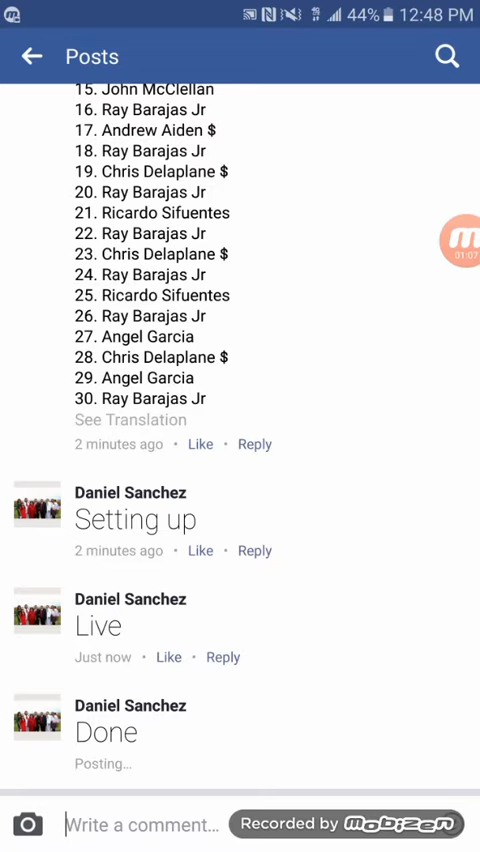 44% 12:48 PM
Posts
15. John McClellan
16. Ray Barajas Jr
17. Andrew Aiden $
18. Ray Barajas Jr
19. Chris Delaplane $
20. Ray Barajas Jr
21. Ricardo Sifuentes
22. Ray Barajas Jr
23. Chris Delaplane $
24. Ray Barajas Jr
25. Ricardo Sifuentes
26. Ray Barajas Jr
27. Angel Garcia
28. Chris Delaplane $
29. Angel Garcia
30. Ray Barajas Jr
See Translation
2 minutes ago • Like • Reply
Daniel Sanchez
Setting up
2 minutes ago • Like • Reply
Daniel Sanchez
Live
Just now • Like • Reply
Daniel Sanchez
Done
Posting...
Write a comment... Recorded by mobizen
m
01:07